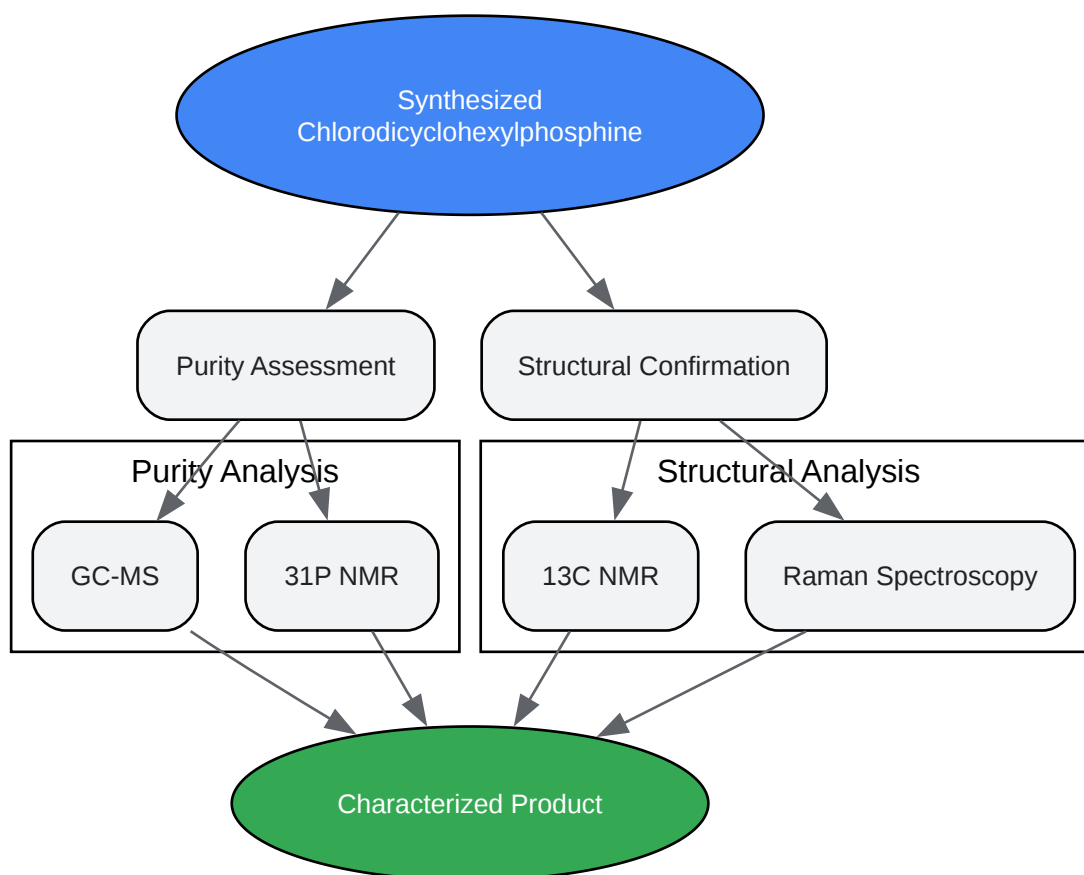 Synthesized
Chlorodicyclohexylphosphine
Purity Assessment
Structural Confirmation
Purity Analysis
Structural Analysis
GC-MS
31P NMR
13C NMR
Raman Spectroscopy
Characterized Product